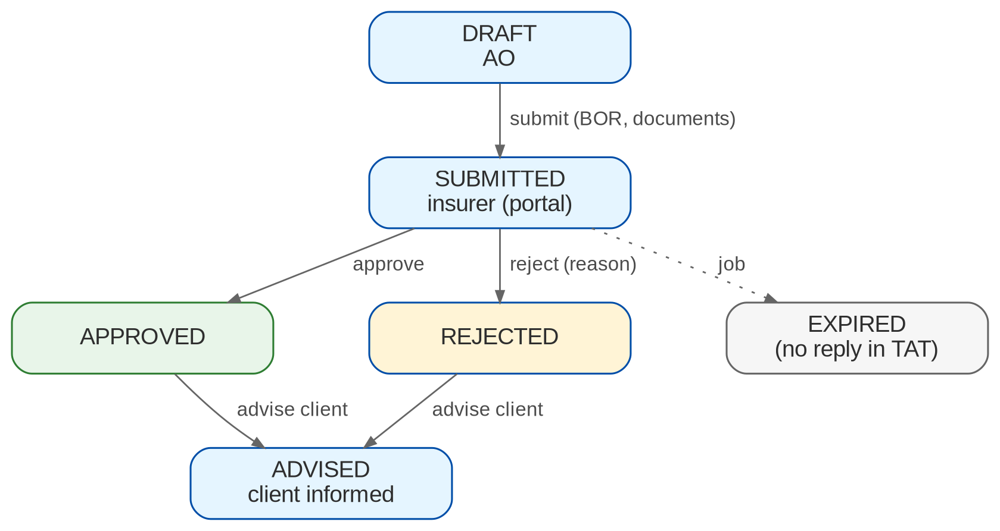 DRAFT
AO
submit (BOR, documents)
SUBMITTED
insurer (portal)
approve
reject (reason)
job
APPROVED
REJECTED
EXPIRED
(no reply in TAT)
advise client
advise client
ADVISED
client informed